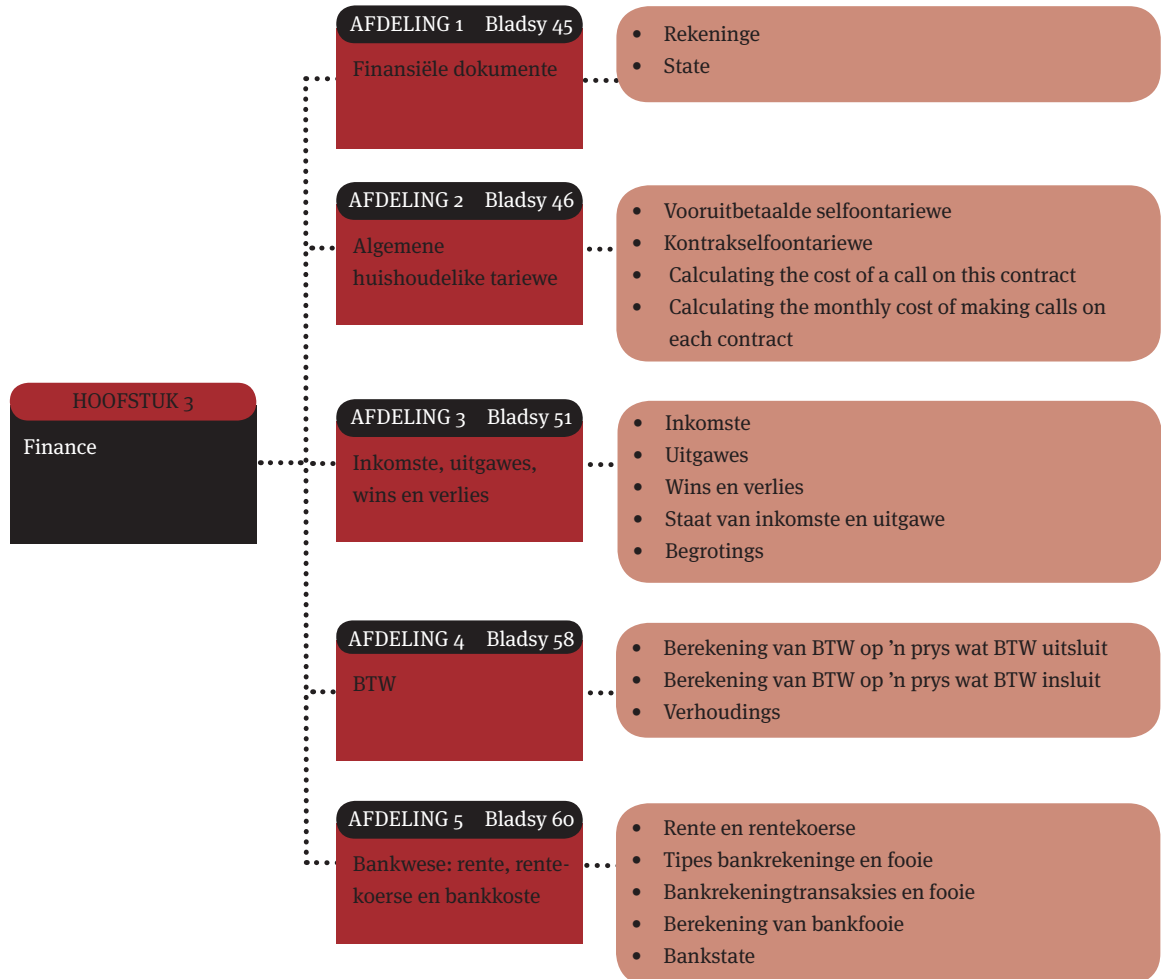 AFDELING 1 Bladsy 45
Finansiële dokumente
• Rekeninge
• State
AFDELING 2 Bladsy 46
Algemene
huishoudelike tariewe
• Vooruitbetaalde selfoontariewe
• Kontrakselfoontariewe
• Calculating the cost of a call on this contract
• Calculating the monthly cost of making calls on
each contract
HOOFSTUK 3
Finance
AFDELING 3 Bladsy 51
Inkomste, uitgawes,
wins en verlies
• Inkomste
• Uitgawes
• Wins en verlies
• Staat van inkomste en uitgawe
• Begrotings
AFDELING 4 Bladsy 58
BTW
• Berekening van BTW op ’n prys wat BTW uitsluit
• Berekening van BTW op ’n prys wat BTW insluit
• Verhoudings
AFDELING 5 Bladsy 60
Bankwese: rente, rente-
koerse en bankkoste
• Rente en rentekoerse
• Tipes bankrekeninge en fooie
• Bankrekeningtransaksies en fooie
• Berekening van bankfooie
• Bankstate